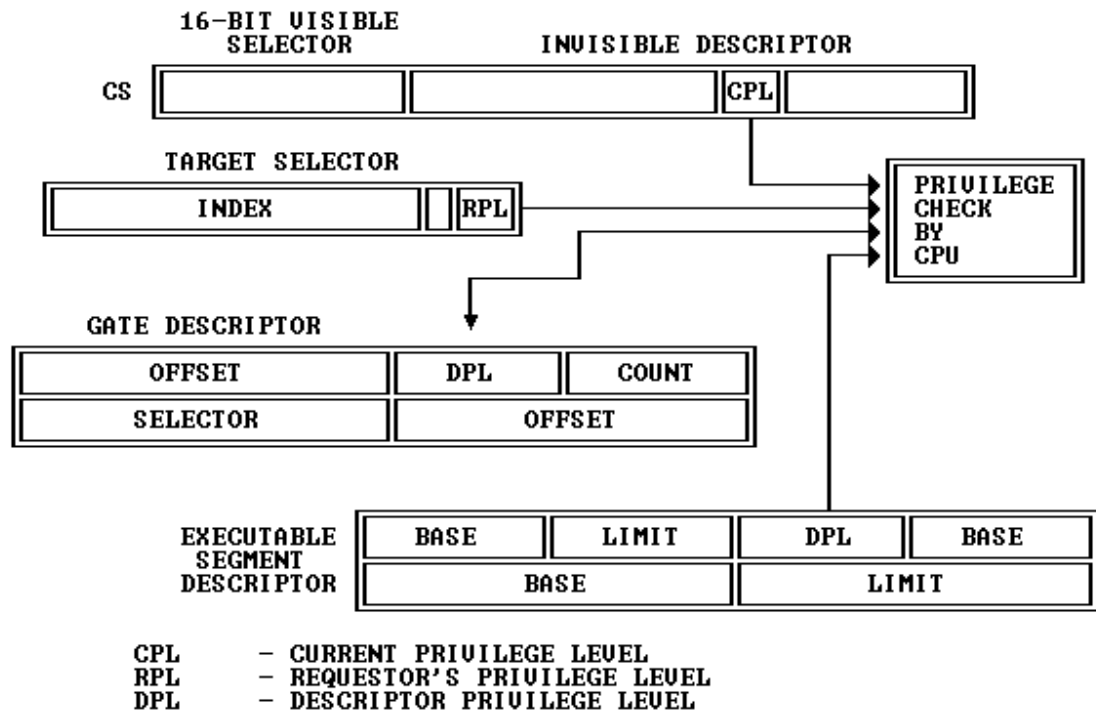 16-BIT VISIBLE
SELECTOR
INVISIBLE DESCRIPTOR
CS
CPL
TARGET SELECTOR
INDEX
RPL
PRIVILEGE
CHECK
BY
CPU
GATE DESCRIPTOR
OFFSET
DPL
COUNT
SELECTOR
OFFSET
EXECUTABLE
SEGMENT
DESCRIPTOR
BASE
LIMIT
DPL
BASE
BASE
LIMIT
CPL - CURRENT PRIVILEGE LEVEL
RPL - REQUESTOR'S PRIVILEGE LEVEL
DPL - DESCRIPTOR PRIVILEGE LEVEL